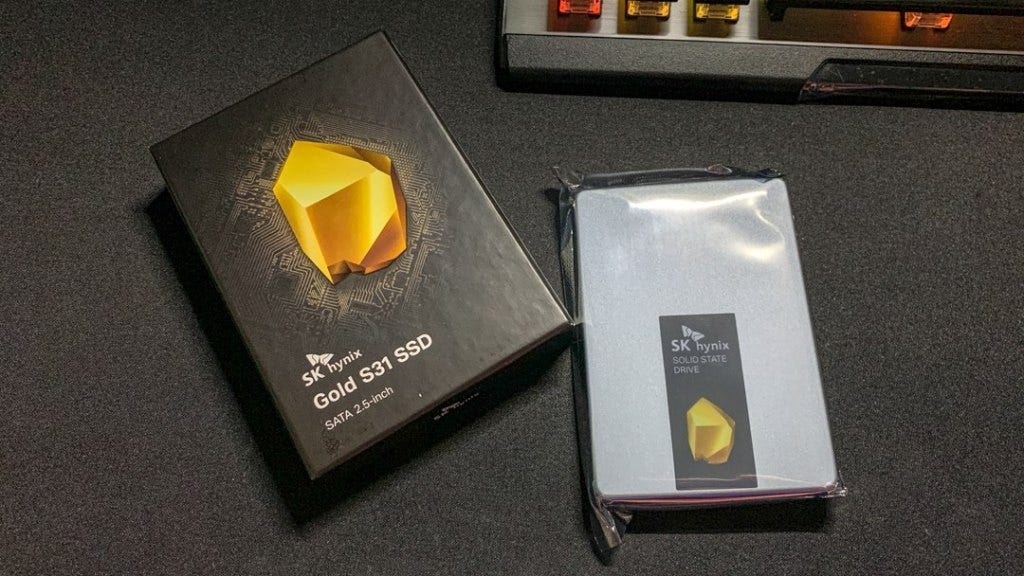 SK hynix
Gold S31 SSD
SATA 2.5-inch
SK hynix
SOLID STATE
DRIVE